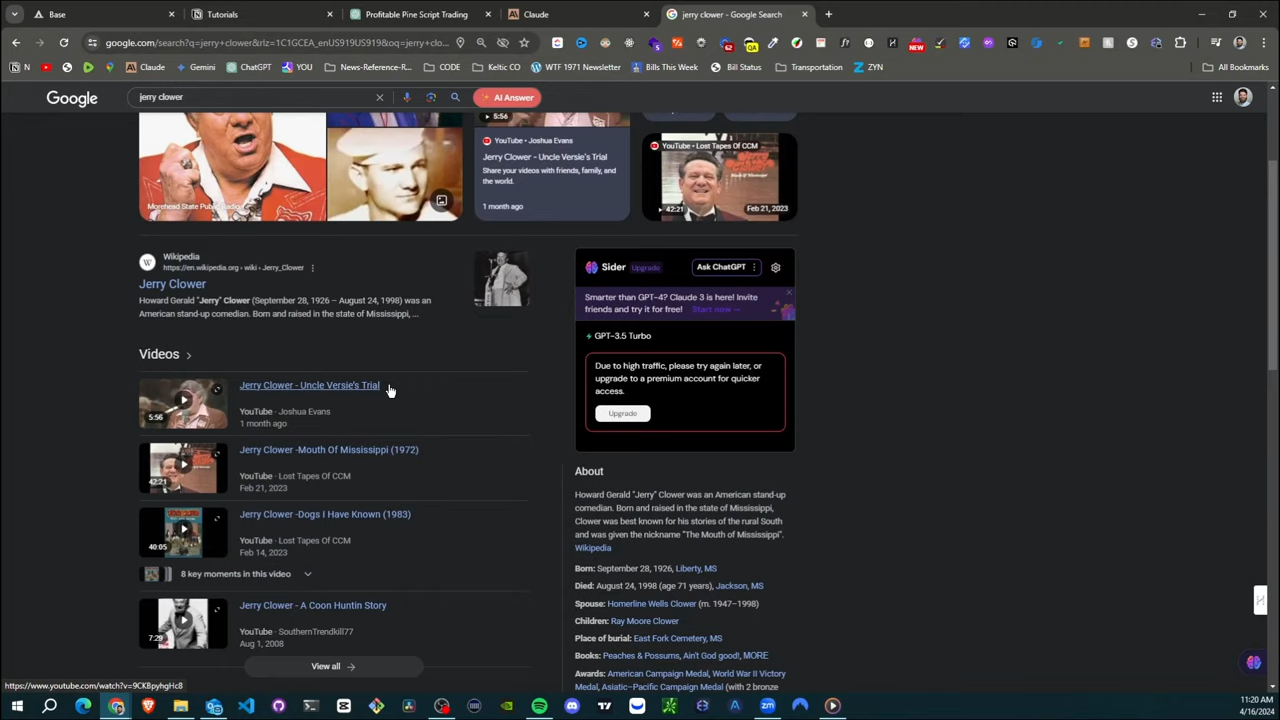 Base
Tutorials
Profitable Pine Script Trading
Claude
jerry clower - Google Search
google.com/search?q=jerry+clower&rlz=1C1GCEA_enUS919US919&oq=jerry+clo...
N
Claude
Gemini
ChatGPT
YOU
News-Reference-R...
CODE
Keltic CO
WTF 1971 Newsletter
Bills This Week
Bill Status
Transportation
ZYN
All Bookmarks
Google
jerry clower
AI Answer
Morehead State Public Radio
5:56
YouTube · Joshua Evans
Jerry Clower - Uncle Versie's Trial
Share your videos with friends, family, and
the world.
1 month ago
YouTube · Lost Tapes Of CCM
42:21
Feb 21, 2023
Wikipedia
https://en.wikipedia.org › wiki › Jerry_Clower
Jerry Clower
Howard Gerald "Jerry" Clower (September 28, 1926 – August 24, 1998) was an
American stand-up comedian. Born and raised in the state of Mississippi, ...
Videos
5:56
Jerry Clower - Uncle Versie's Trial
YouTube · Joshua Evans
1 month ago
42:21
Jerry Clower -Mouth Of Mississippi (1972)
YouTube · Lost Tapes Of CCM
Feb 21, 2023
40:05
Jerry Clower -Dogs I Have Known (1983)
YouTube · Lost Tapes Of CCM
Feb 14, 2023
8 key moments in this video
7:29
Jerry Clower - A Coon Huntin Story
YouTube · SouthernTrendkill77
Aug 1, 2008
View all
Sider
Upgrade
Ask ChatGPT
Smarter than GPT-4? Claude 3 is here! Invite
friends and try it for free!
Start now
GPT-3.5 Turbo
Due to high traffic, please try again later, or
upgrade to a premium account for quicker
access.
Upgrade
About
Howard Gerald "Jerry" Clower was an American stand-up
comedian. Born and raised in the state of Mississippi,
Clower was best known for his stories of the rural South
and was given the nickname "The Mouth of Mississippi".
Wikipedia
Born: September 28, 1926, Liberty, MS
Died: August 24, 1998 (age 71 years), Jackson, MS
Spouse: Homerline Wells Clower (m. 1947–1998)
Children: Ray Moore Clower
Place of burial: East Fork Cemetery, MS
Books: Peaches & Possums, Ain't God good!, MORE
Awards: American Campaign Medal, World War II Victory
Medal, Asiatic–Pacific Campaign Medal (with 2 bronze
https://www.youtube.com/watch?v=9CKBpyhgHc8
11:20 AM
4/16/2024